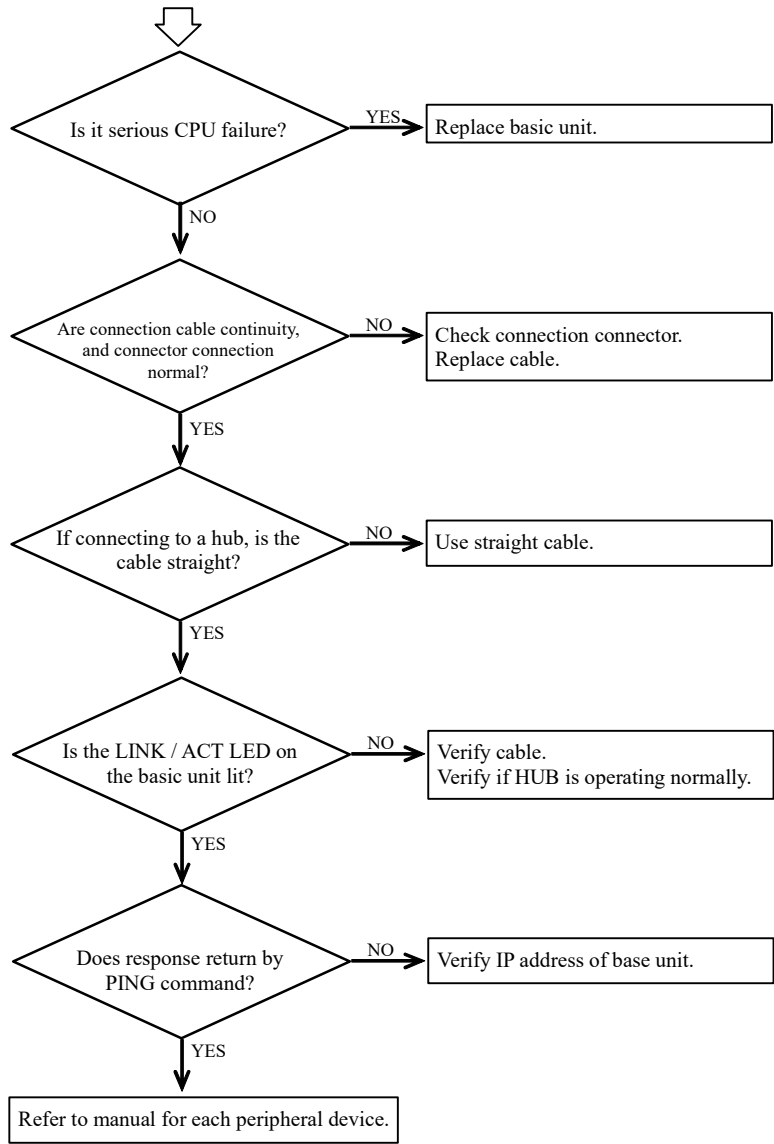 Is it serious CPU failure?
YES
Replace basic unit.
NO
Are connection cable continuity,
and connector connection
normal?
NO
Check connection connector.
Replace cable.
YES
If connecting to a hub, is the
cable straight?
NO
Use straight cable.
YES
Is the LINK / ACT LED on
the basic unit lit?
NO
Verify cable.
Verify if HUB is operating normally.
YES
Does response return by
PING command?
NO
Verify IP address of base unit.
YES
Refer to manual for each peripheral device.